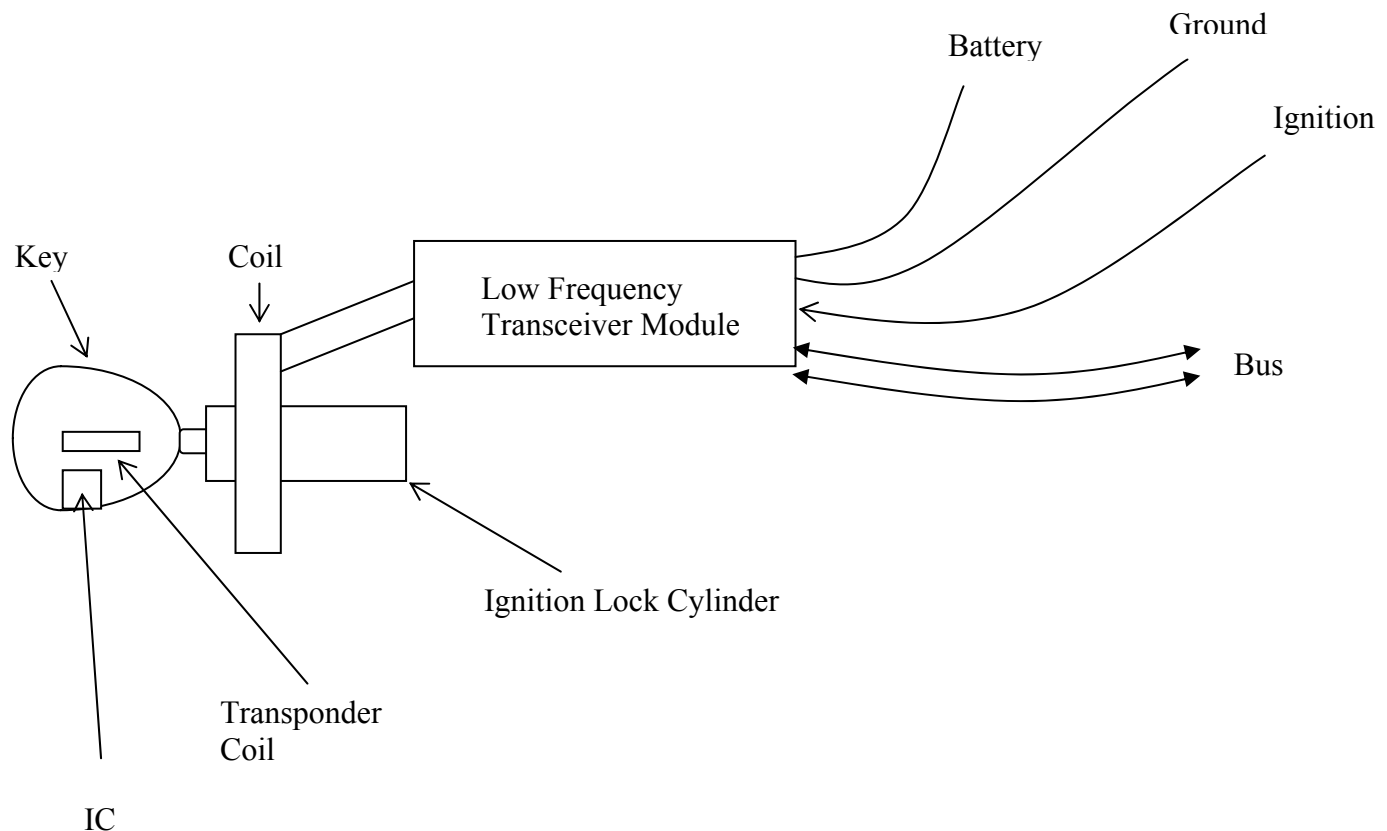 Ground
Battery
Ignition
Key
Coil
Low Frequency
Transceiver Module
Bus
Ignition Lock Cylinder
Transponder
Coil
IC